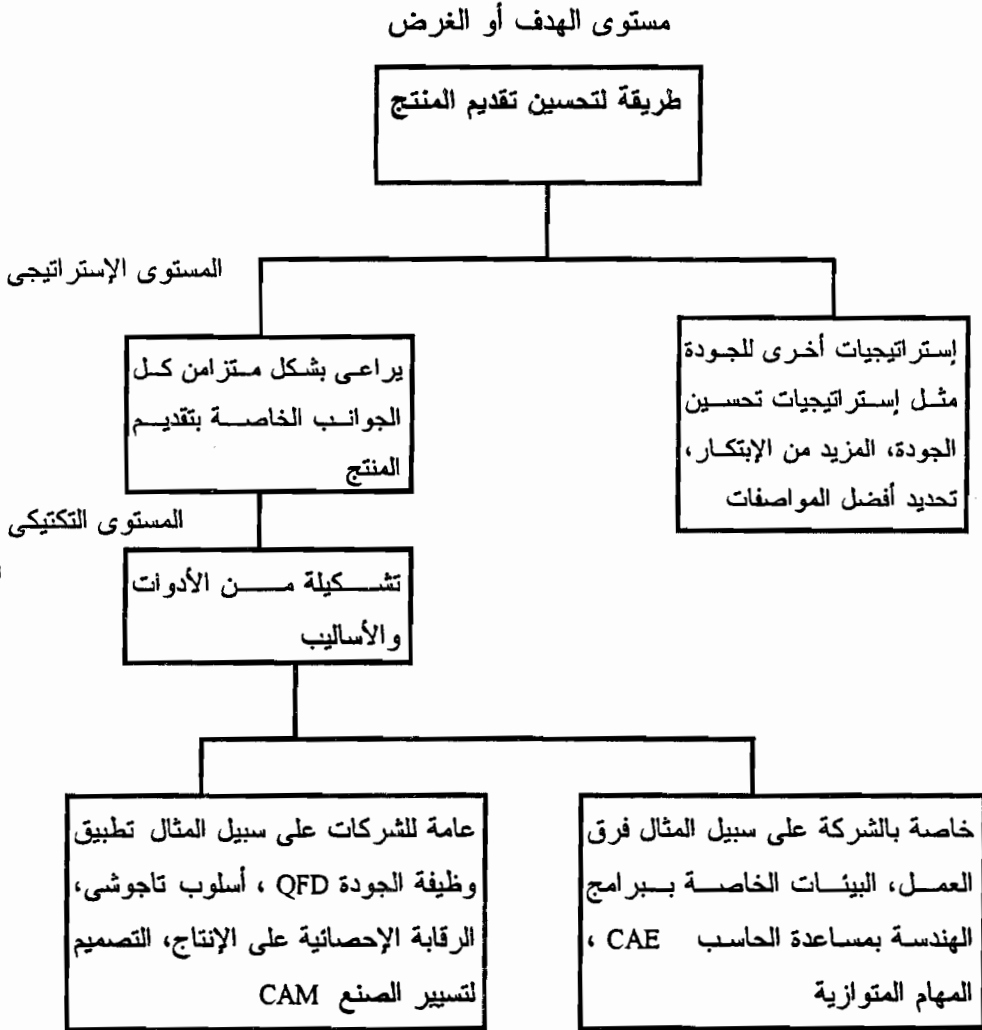 مستوى الهدف أو الغرض
طريقة لتحسين تقديم المنتج
المستوى الإستراتيجى
إستراتيجيات أخرى للجودة
مثل إستراتيجيات تحسين
الجودة، المزيد من الإبتكار،
تحديد أفضل المواصفات
يراعى بشكل متزامن كل
الجوانب الخاصة بتقديم
المنتج
المستوى التكتيكى
تشكيلة من الأدوات
والأساليب
خاصة بالشركة على سبيل المثال فرق
العمل، البيئات الخاصة ببرامج
الهندسة بمساعدة الحاسب CAE ،
المهام المتوازية
عامة للشركات على سبيل المثال تطبيق
وظيفة الجودة QFD ، أسلوب تاجوشى،
الرقابة الإحصائية على الإنتاج، التصميم
لتسيير الصنع CAM